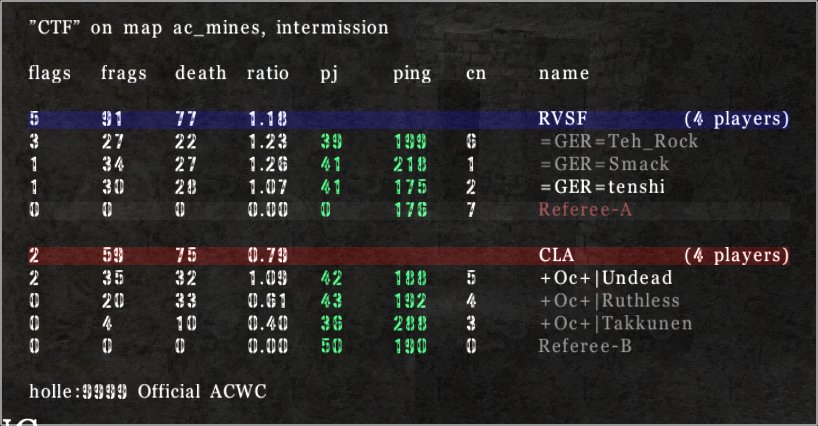 "CTF" on map ac_mines, intermission
flags frags death ratio pj ping cn name
5 91 77 1.18 RVSF (4 players)
3 27 22 1.23 39 199 6 =GER=Teh_Rock
1 34 27 1.26 41 218 1 =GER=Smack
1 30 28 1.07 41 175 2 =GER=tenshi
0 0 0 0.00 0 176 7 Referee-A
2 59 75 0.79 CLA (4 players)
2 35 32 1.09 42 188 5 +Oc+|Undead
0 20 33 0.61 43 192 4 +Oc+|Ruthless
0 4 10 0.40 36 288 3 +Oc+|Takkunen
0 0 0 0.00 50 190 0 Referee-B
holle:9999 Official ACWC